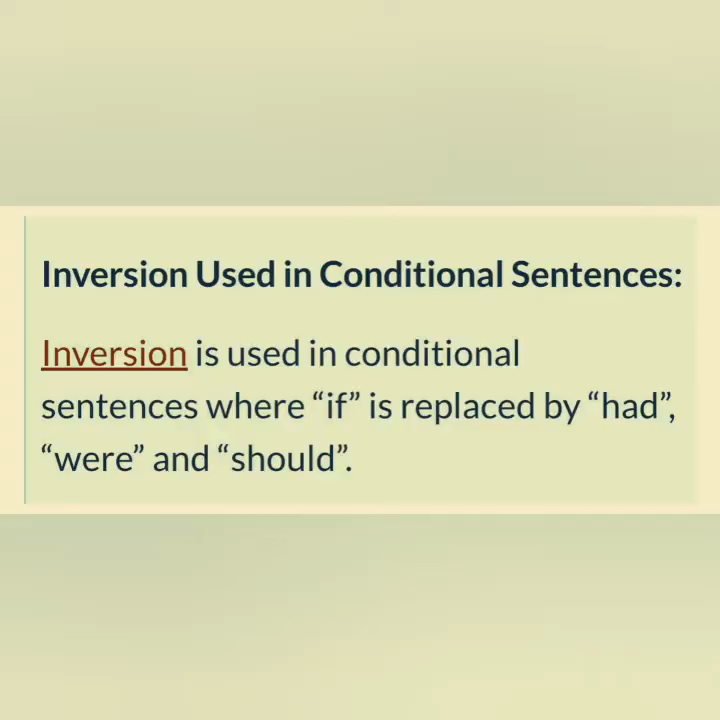 Inversion Used in Conditional Sentences:
Inversion is used in conditional
sentences where “if” is replaced by “had”,
“were” and “should”.